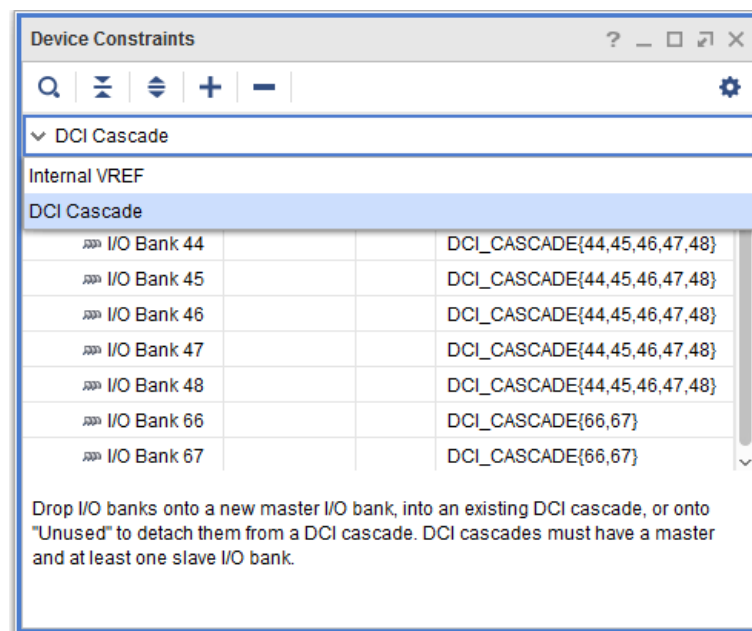 Device Constraints
DCI Cascade
Internal VREF
DCI Cascade
I/O Bank 44 DCI_CASCADE{44,45,46,47,48}
I/O Bank 45 DCI_CASCADE{44,45,46,47,48}
I/O Bank 46 DCI_CASCADE{44,45,46,47,48}
I/O Bank 47 DCI_CASCADE{44,45,46,47,48}
I/O Bank 48 DCI_CASCADE{44,45,46,47,48}
I/O Bank 66 DCI_CASCADE{66,67}
I/O Bank 67 DCI_CASCADE{66,67}
Drop I/O banks onto a new master I/O bank, into an existing DCI cascade, or onto
"Unused" to detach them from a DCI cascade. DCI cascades must have a master
and at least one slave I/O bank.